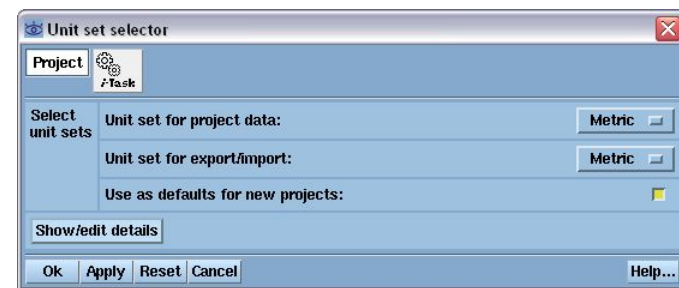 Unit set selector
Project
i-Task
Select
unit sets
Unit set for project data:
Metric
Unit set for export/import:
Metric
Use as defaults for new projects:
Show/edit details
Ok Apply Reset Cancel Help...